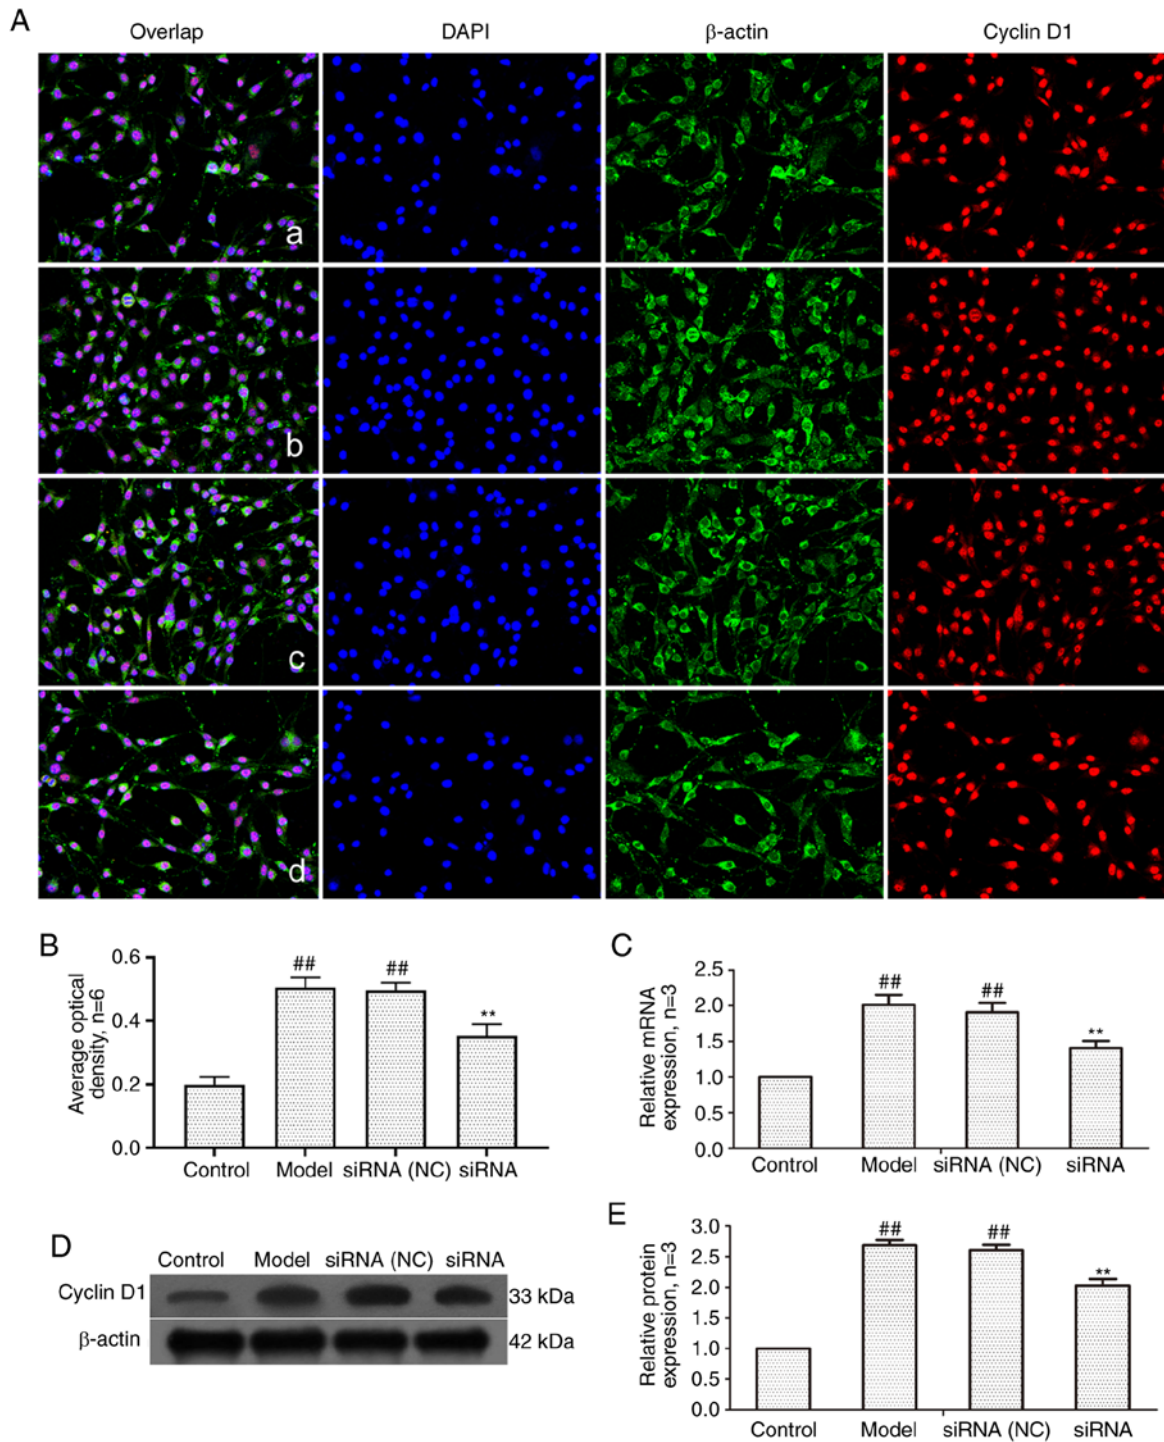 A
Overlap DAPI β-actin Cyclin D1
a
b
c
d
B
Average optical
density, n=6
0.6
0.4
0.2
0.0
## ## **
Control Model siRNA (NC) siRNA
C
Relative mRNA
expression, n=3
2.5
2.0
1.5
1.0
0.5
0.0
## ## **
Control Model siRNA (NC) siRNA
D
Control Model siRNA (NC) siRNA
Cyclin D1 33 kDa
β-actin 42 kDa
E
Relative protein
expression, n=3
3.0
2.5
2.0
1.5
1.0
0.5
0.0
## ## **
Control Model siRNA (NC) siRNA